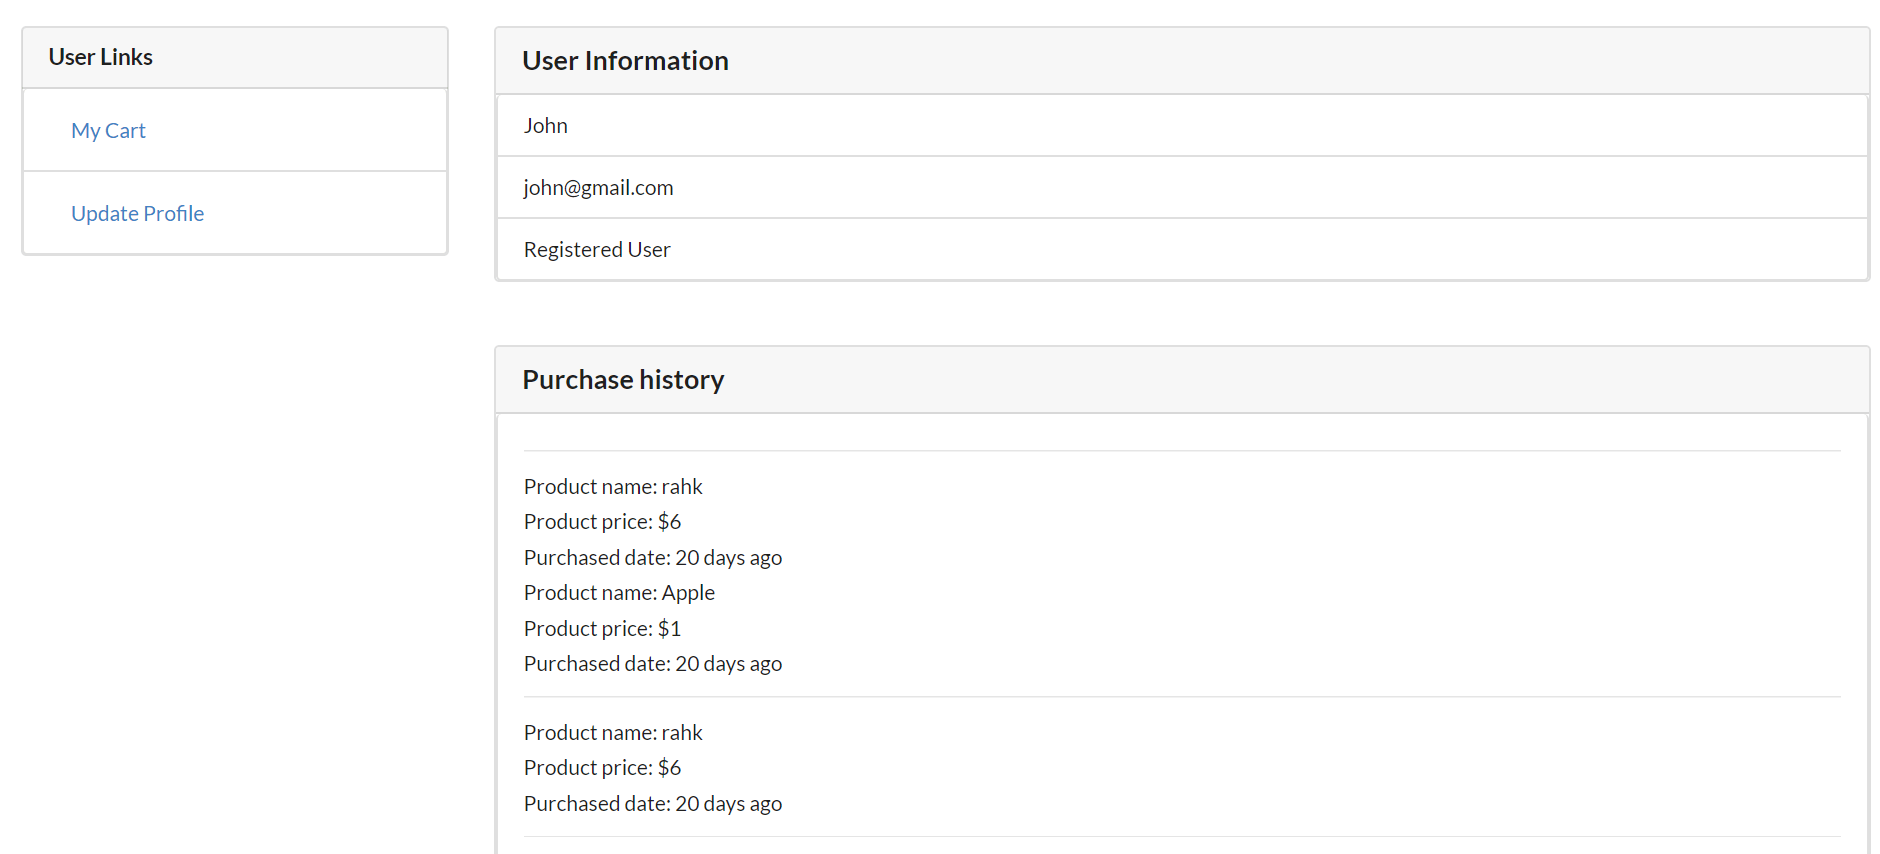 User Links
My Cart
Update Profile
User Information
John
john@gmail.com
Registered User
Purchase history
Product name: rahk
Product price: $6
Purchased date: 20 days ago
Product name: Apple
Product price: $1
Purchased date: 20 days ago
Product name: rahk
Product price: $6
Purchased date: 20 days ago